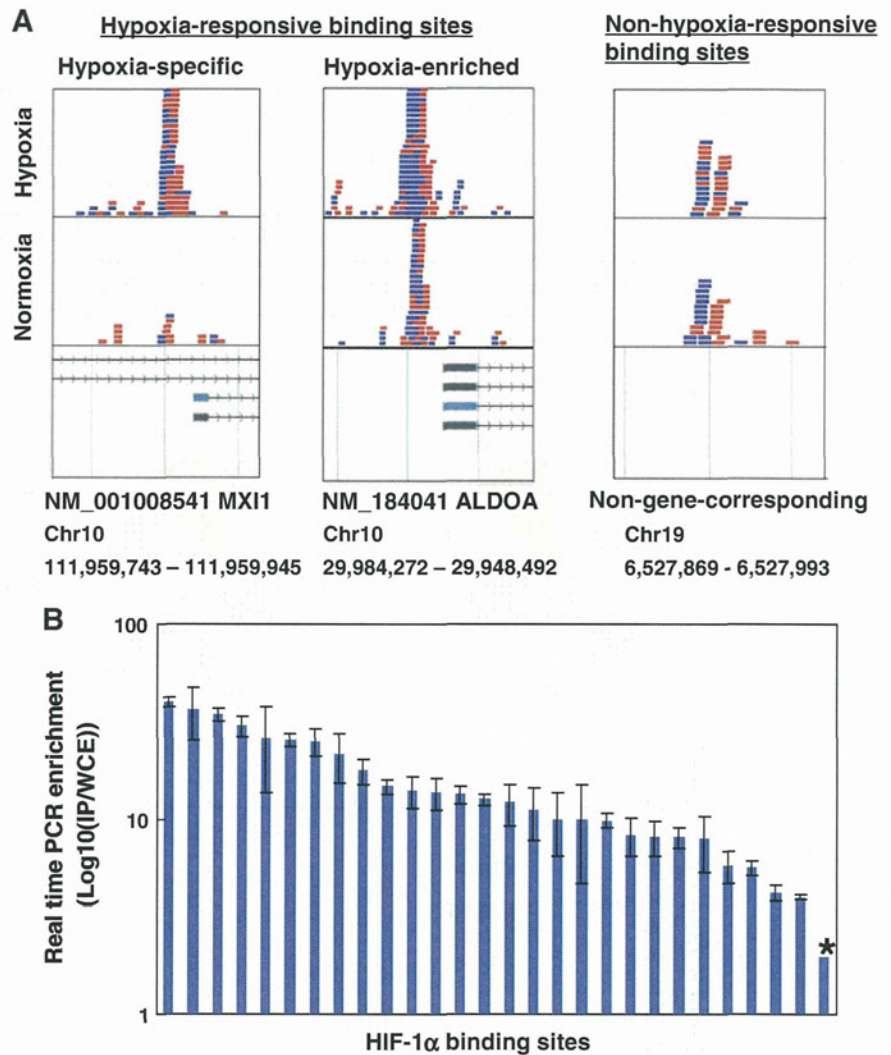 A
Hypoxia-responsive binding sites
Non-hypoxia-responsive
binding sites
Hypoxia-specific
Hypoxia-enriched
Hypoxia
Normoxia
NM_001008541 MXI1
Chr10
111,959,743 – 111,959,945
NM_184041 ALDOA
Chr10
29,984,272 – 29,948,492
Non-gene-corresponding
Chr19
6,527,869 - 6,527,993
B
Real time PCR enrichment
(Log10(IP/WCE))
100
10
1
*
HIF-1α binding sites